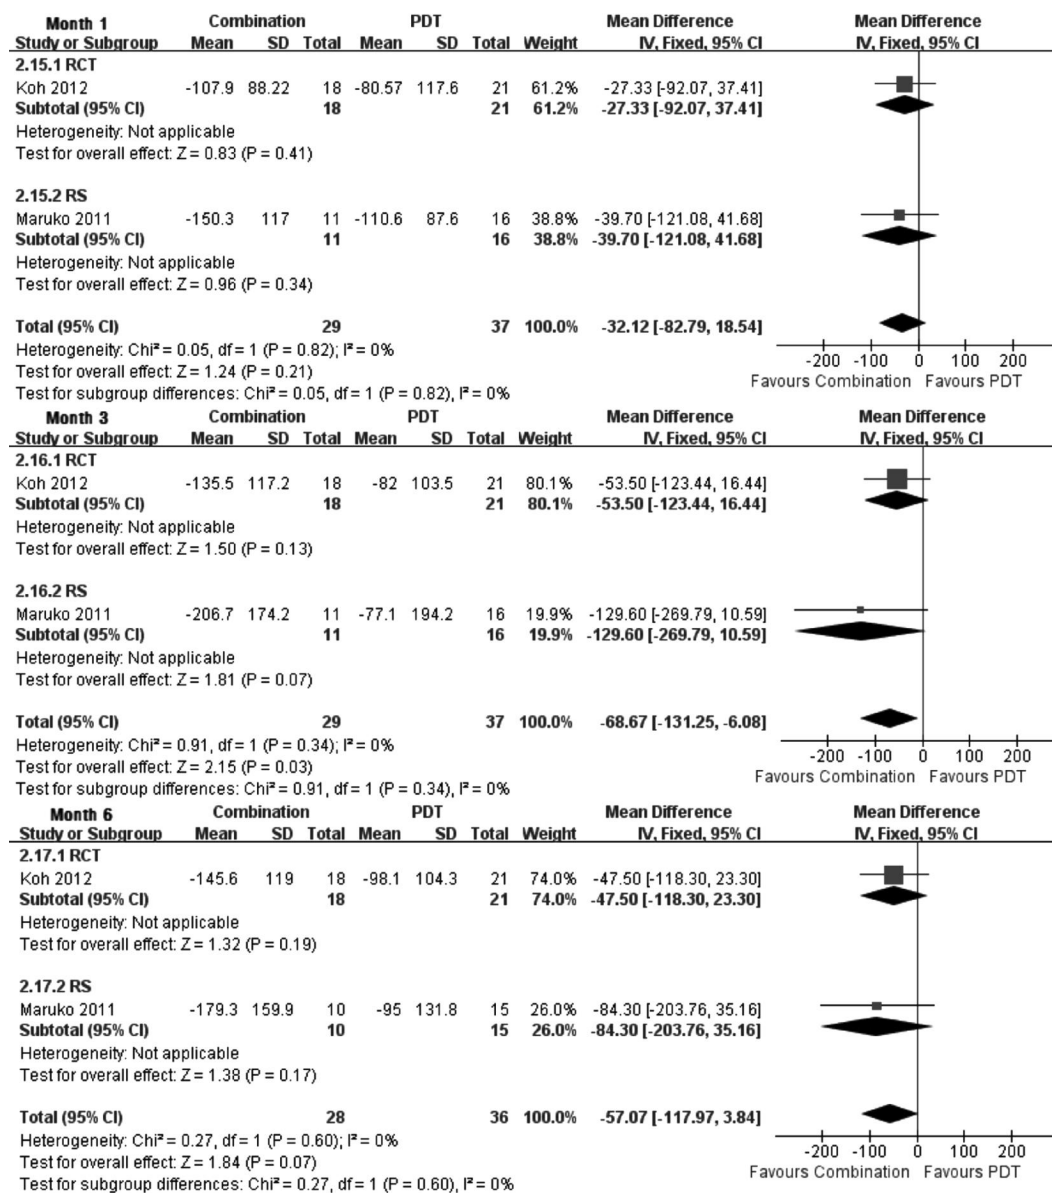 Month 1 Combination PDT Mean Difference Mean Difference
Study or Subgroup Mean SD Total Mean SD Total Weight IV, Fixed, 95% CI IV, Fixed, 95% CI
2.15.1 RCT
Koh 2012 -107.9 88.22 18 -80.57 117.6 21 61.2% -27.33 [-92.07, 37.41]
Subtotal (95% CI) 18 21 61.2% -27.33 [-92.07, 37.41]
Heterogeneity: Not applicable
Test for overall effect: Z = 0.83 (P = 0.41)
2.15.2 RS
Maruko 2011 -150.3 117 11 -110.6 87.6 16 38.8% -39.70 [-121.08, 41.68]
Subtotal (95% CI) 11 16 38.8% -39.70 [-121.08, 41.68]
Heterogeneity: Not applicable
Test for overall effect: Z = 0.96 (P = 0.34)
Total (95% CI) 29 37 100.0% -32.12 [-82.79, 18.54]
Heterogeneity: Chi² = 0.05, df = 1 (P = 0.82); I² = 0%
Test for overall effect: Z = 1.24 (P = 0.21)
Test for subgroup differences: Chi² = 0.05, df = 1 (P = 0.82), I² = 0%
-200 -100 0 100 200
Favours Combination Favours PDT
Month 3 Combination PDT Mean Difference Mean Difference
Study or Subgroup Mean SD Total Mean SD Total Weight IV, Fixed, 95% CI IV, Fixed, 95% CI
2.16.1 RCT
Koh 2012 -135.5 117.2 18 -82 103.5 21 80.1% -53.50 [-123.44, 16.44]
Subtotal (95% CI) 18 21 80.1% -53.50 [-123.44, 16.44]
Heterogeneity: Not applicable
Test for overall effect: Z = 1.50 (P = 0.13)
2.16.2 RS
Maruko 2011 -206.7 174.2 11 -77.1 194.2 16 19.9% -129.60 [-269.79, 10.59]
Subtotal (95% CI) 11 16 19.9% -129.60 [-269.79, 10.59]
Heterogeneity: Not applicable
Test for overall effect: Z = 1.81 (P = 0.07)
Total (95% CI) 29 37 100.0% -68.67 [-131.25, -6.08]
Heterogeneity: Chi² = 0.91, df = 1 (P = 0.34); I² = 0%
Test for overall effect: Z = 2.15 (P = 0.03)
Test for subgroup differences: Chi² = 0.91, df = 1 (P = 0.34), I² = 0%
-200 -100 0 100 200
Favours Combination Favours PDT
Month 6 Combination PDT Mean Difference Mean Difference
Study or Subgroup Mean SD Total Mean SD Total Weight IV, Fixed, 95% CI IV, Fixed, 95% CI
2.17.1 RCT
Koh 2012 -145.6 119 18 -98.1 104.3 21 74.0% -47.50 [-118.30, 23.30]
Subtotal (95% CI) 18 21 74.0% -47.50 [-118.30, 23.30]
Heterogeneity: Not applicable
Test for overall effect: Z = 1.32 (P = 0.19)
2.17.2 RS
Maruko 2011 -179.3 159.9 10 -95 131.8 15 26.0% -84.30 [-203.76, 35.16]
Subtotal (95% CI) 10 15 26.0% -84.30 [-203.76, 35.16]
Heterogeneity: Not applicable
Test for overall effect: Z = 1.38 (P = 0.17)
Total (95% CI) 28 36 100.0% -57.07 [-117.97, 3.84]
Heterogeneity: Chi² = 0.27, df = 1 (P = 0.60); I² = 0%
Test for overall effect: Z = 1.84 (P = 0.07)
Test for subgroup differences: Chi² = 0.27, df = 1 (P = 0.60), I² = 0%
-200 -100 0 100 200
Favours Combination Favours PDT